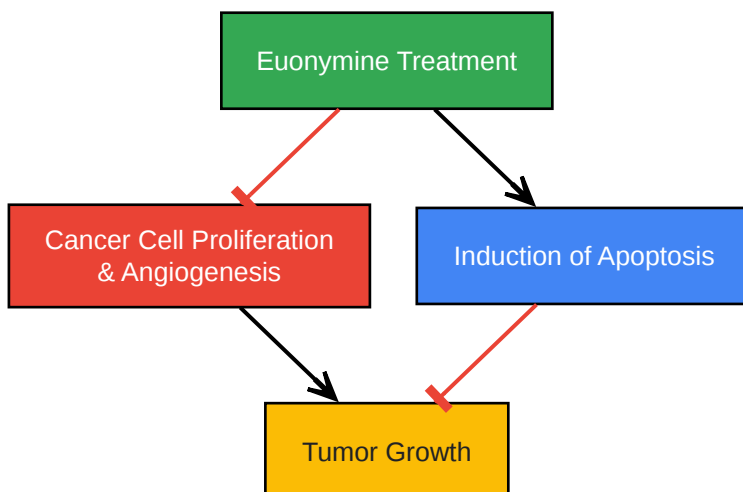 Euonymine Treatment
Cancer Cell Proliferation
& Angiogenesis
Induction of Apoptosis
Tumor Growth